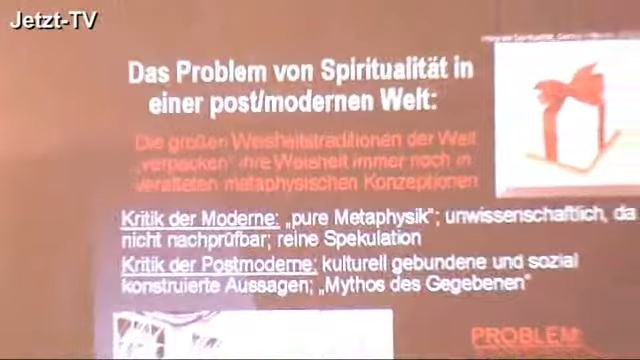 Jetzt-TV
Das Problem von Spiritualität in
einer post/modernen Welt:
Die großen Weisheitstraditionen der Welt
„verpacken“ ihre Weisheit immer noch in
veralteten metaphysischen Konzeptionen
Kritik der Moderne: „pure Metaphysik“; unwissenschaftlich, da
nicht nachprüfbar; reine Spekulation
Kritik der Postmoderne: kulturell gebundene und sozial
konstruierte Aussagen; „Mythos des Gegebenen“
PROBLEM